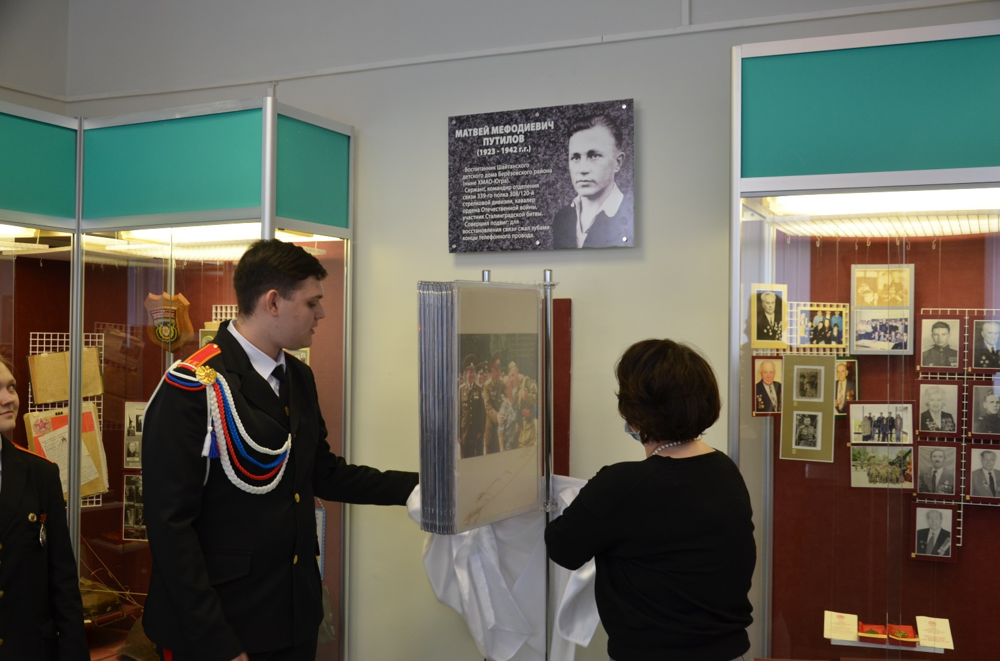 МАТВЕЙ МЕФОДИЕВИЧ
ПУТИЛОВ
(1923 - 1942 г.г.)
Воспитанник Шайтанского
детского дома Берёзовского района
(ныне ХМАО-Югра).
Сержант, командир отделения
связи 339-го полка 308/120-й
стрелковой дивизии, кавалер
ордена Отечественной войны,
участник Сталинградской битвы.
Совершил подвиг: для
восстановления связи сжал зубами
концы телефонного провода.